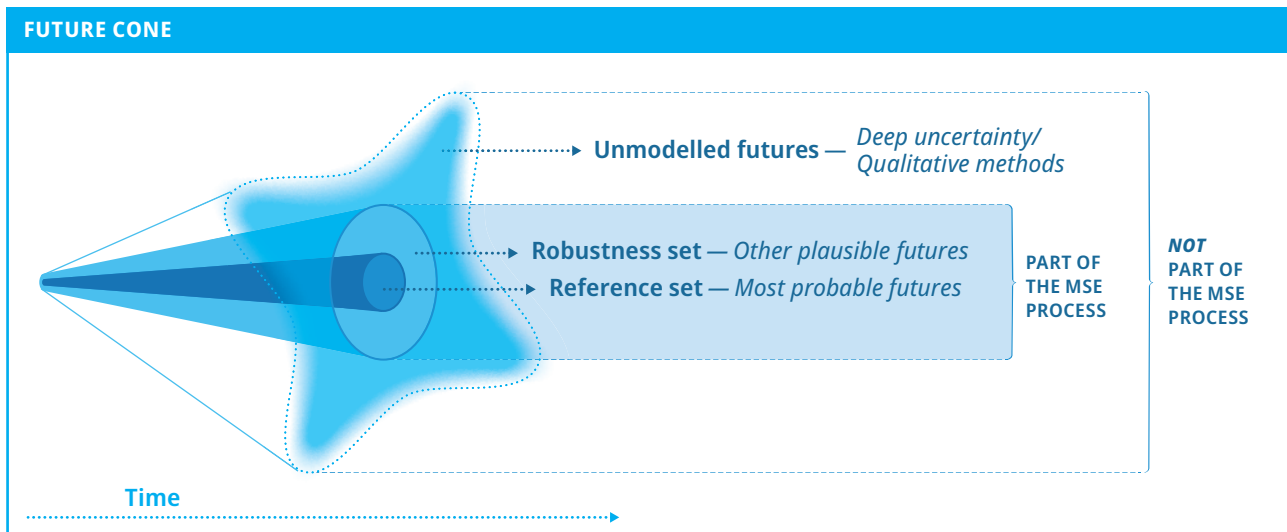 FUTURE CONE
Unmodelled futures — Deep uncertainty/
Qualitative methods
Robustness set — Other plausible futures
Reference set — Most probable futures
PART OF
THE MSE
PROCESS
NOT
PART OF
THE MSE
PROCESS
Time